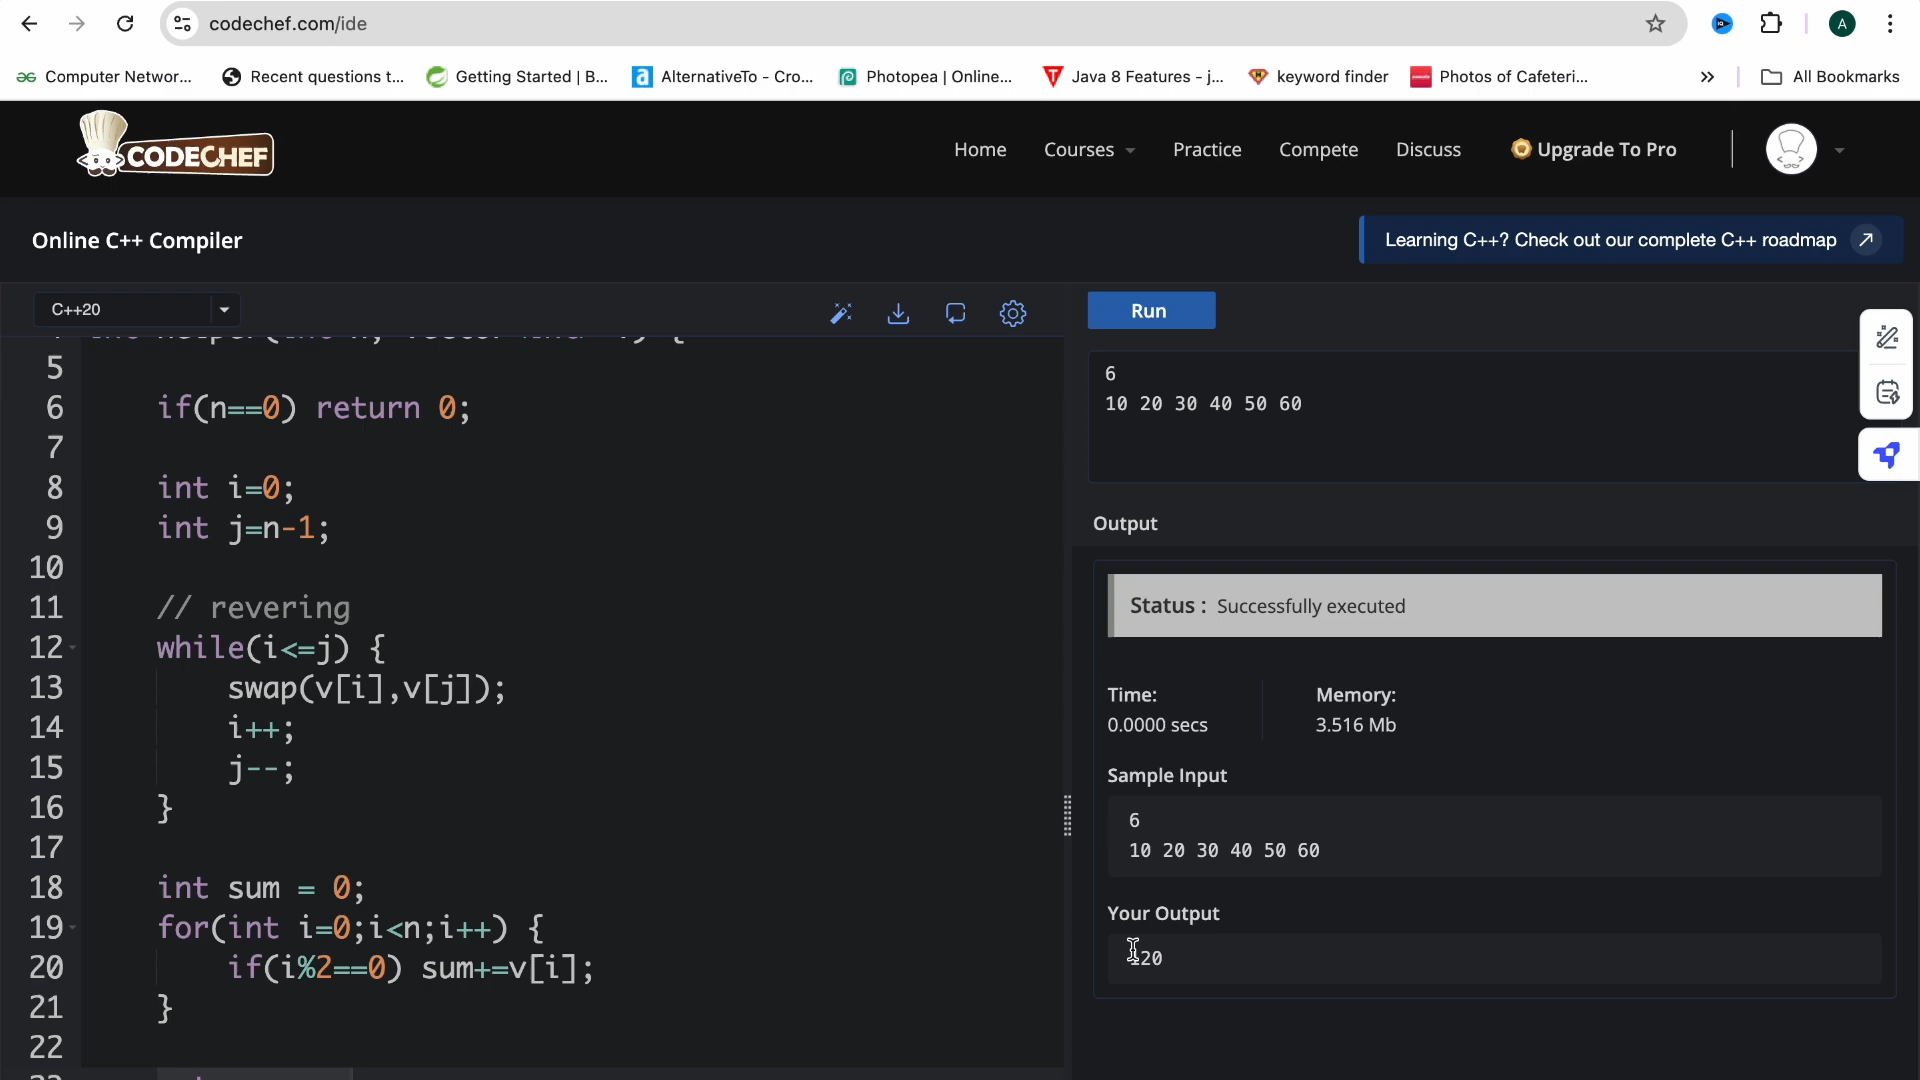 codechef.com/ide
A
Computer Networ...
Recent questions t...
Getting Started | B...
AlternativeTo - Cro...
Photopea | Online...
Java 8 Features - j...
keyword finder
Photos of Cafeteri...
All Bookmarks
CODECHEF
Home
Courses
Practice
Compete
Discuss
Upgrade To Pro
Online C++ Compiler
Learning C++? Check out our complete C++ roadmap
C++20
Run
5
6 if(n==0) return 0;
7
8 int i=0;
9 int j=n-1;
10
11 // revering
12 while(i<=j) {
13 swap(v[i],v[j]);
14 i++;
15 j--;
16 }
17
18 int sum = 0;
19 for(int i=0;i<n;i++) {
20 if(i%2==0) sum+=v[i];
21 }
22
6
10 20 30 40 50 60
Output
Status : Successfully executed
Time:
0.0000 secs
Memory:
3.516 Mb
Sample Input
6
10 20 30 40 50 60
Your Output
120